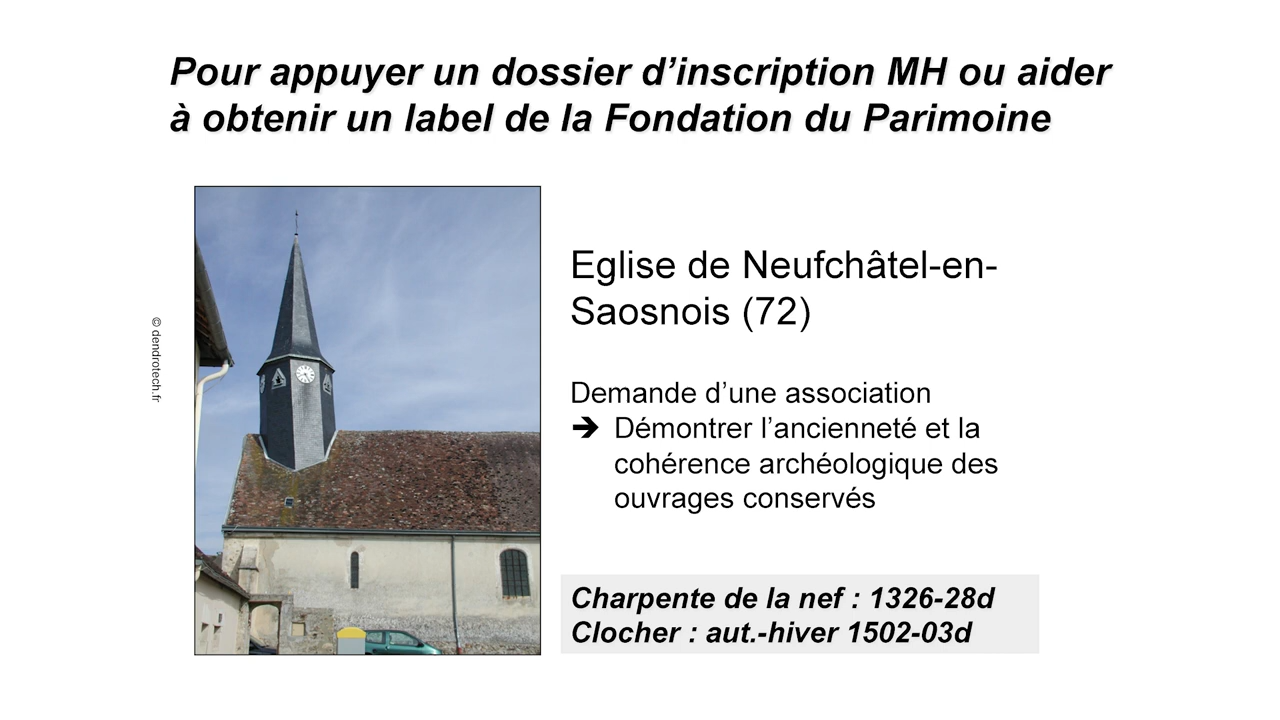 Pour appuyer un dossier d’inscription MH ou aider
à obtenir un label de la Fondation du Parimoine
© dendrotech.fr
Eglise de Neufchâtel-en-
Saosnois (72)
Demande d’une association
➔ Démontrer l’ancienneté et la
cohérence archéologique des
ouvrages conservés
Charpente de la nef : 1326-28d
Clocher : aut.-hiver 1502-03d